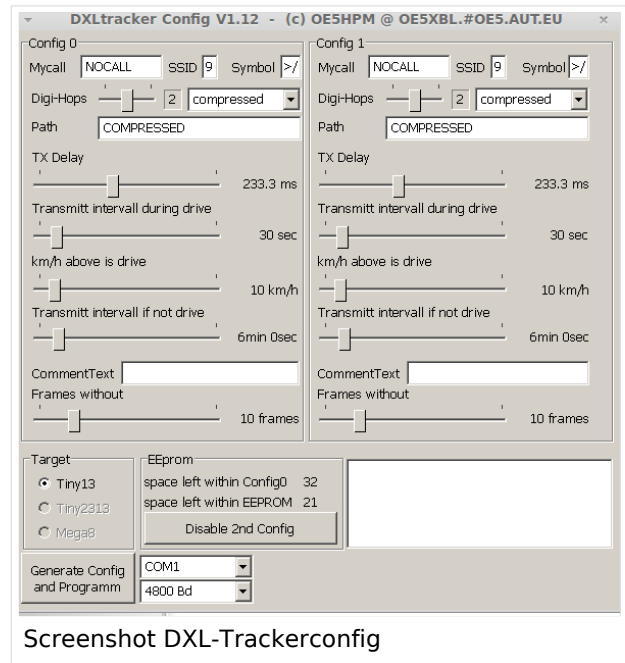 DXLtracker Config V1.12 - (c) OE5HPM @ OE5XBL.#OE5.AUT.EU
Config 0
Mycall NOCALL SSID 9 Symbol >/
Digi-Hops 2 compressed
Path COMPRESSED
TX Delay
233.3 ms
Transmitt intervall during drive
30 sec
km/h above is drive
10 km/h
Transmitt intervall if not drive
6min 0sec
CommentText
Frames without
10 frames
Config 1
Mycall NOCALL SSID 9 Symbol >/
Digi-Hops 2 compressed
Path COMPRESSED
TX Delay
233.3 ms
Transmitt intervall during drive
30 sec
km/h above is drive
10 km/h
Transmitt intervall if not drive
6min 0sec
CommentText
Frames without
10 frames
Target
Tiny13
Tiny2313
Mega8
EEprom
space left within Config0 32
space left within EEPROM 21
Disable 2nd Config
Generate Config
and Programm
COM1
4800 Bd
Screenshot DXL-Trackerconfig